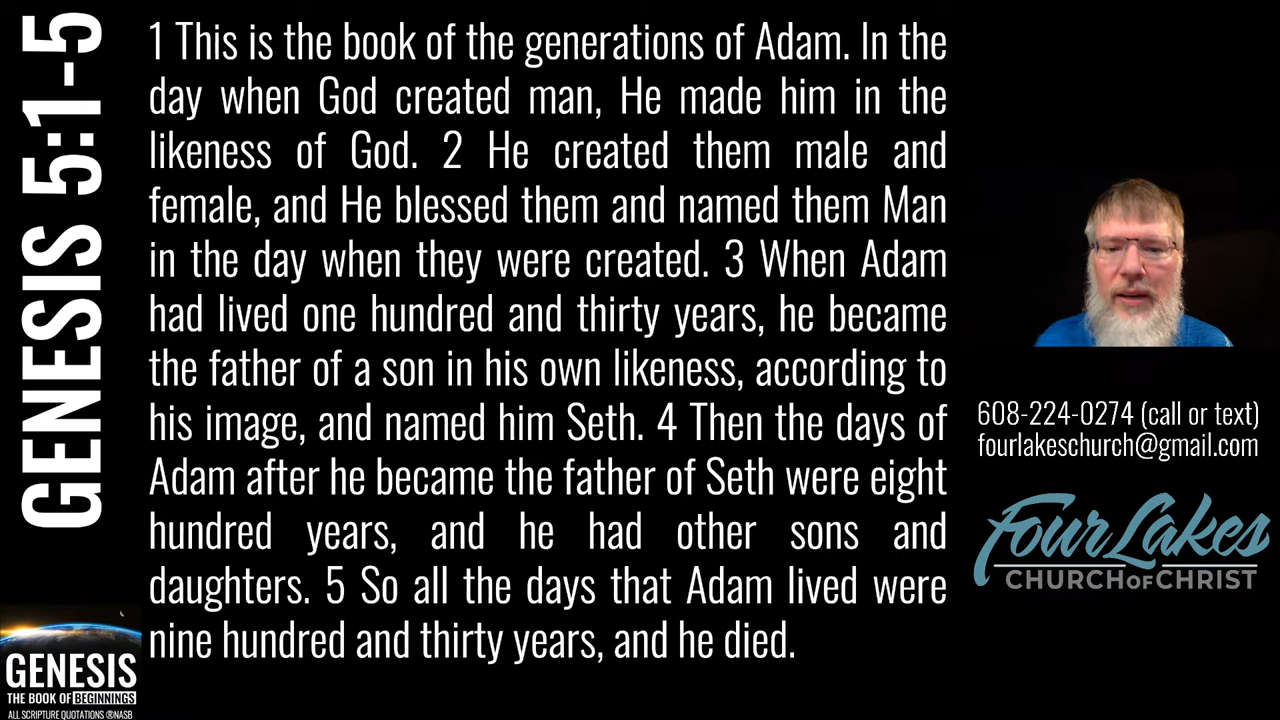 GENESIS 5:1-5
1 This is the book of the generations of Adam. In the
day when God created man, He made him in the
likeness of God. 2 He created them male and
female, and He blessed them and named them Man
in the day when they were created. 3 When Adam
had lived one hundred and thirty years, he became
the father of a son in his own likeness, according to
his image, and named him Seth. 4 Then the days of
Adam after he became the father of Seth were eight
hundred years, and he had other sons and
daughters. 5 So all the days that Adam lived were
nine hundred and thirty years, and he died.
608-224-0274 (call or text)
fourlakeschurch@gmail.com
Four Lakes
CHURCH OF CHRIST
GENESIS
THE BOOK OF BEGINNINGS
ALL SCRIPTURE QUOTATIONS ®NASB